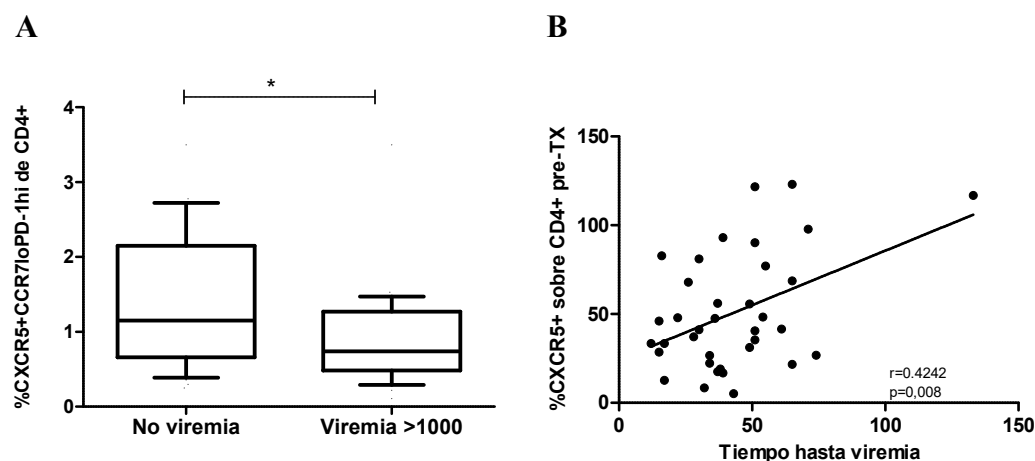 A
%CXCR5+CCR7loPD-1hi de CD4+
4
3
2
1
0
*
No viremia
Viremia >1000
B
%CXCR5+ sobre CD4+ pre-TX
150
100
50
0
r=0.4242
p=0,008
0
50
100
150
Tiempo hasta viremia